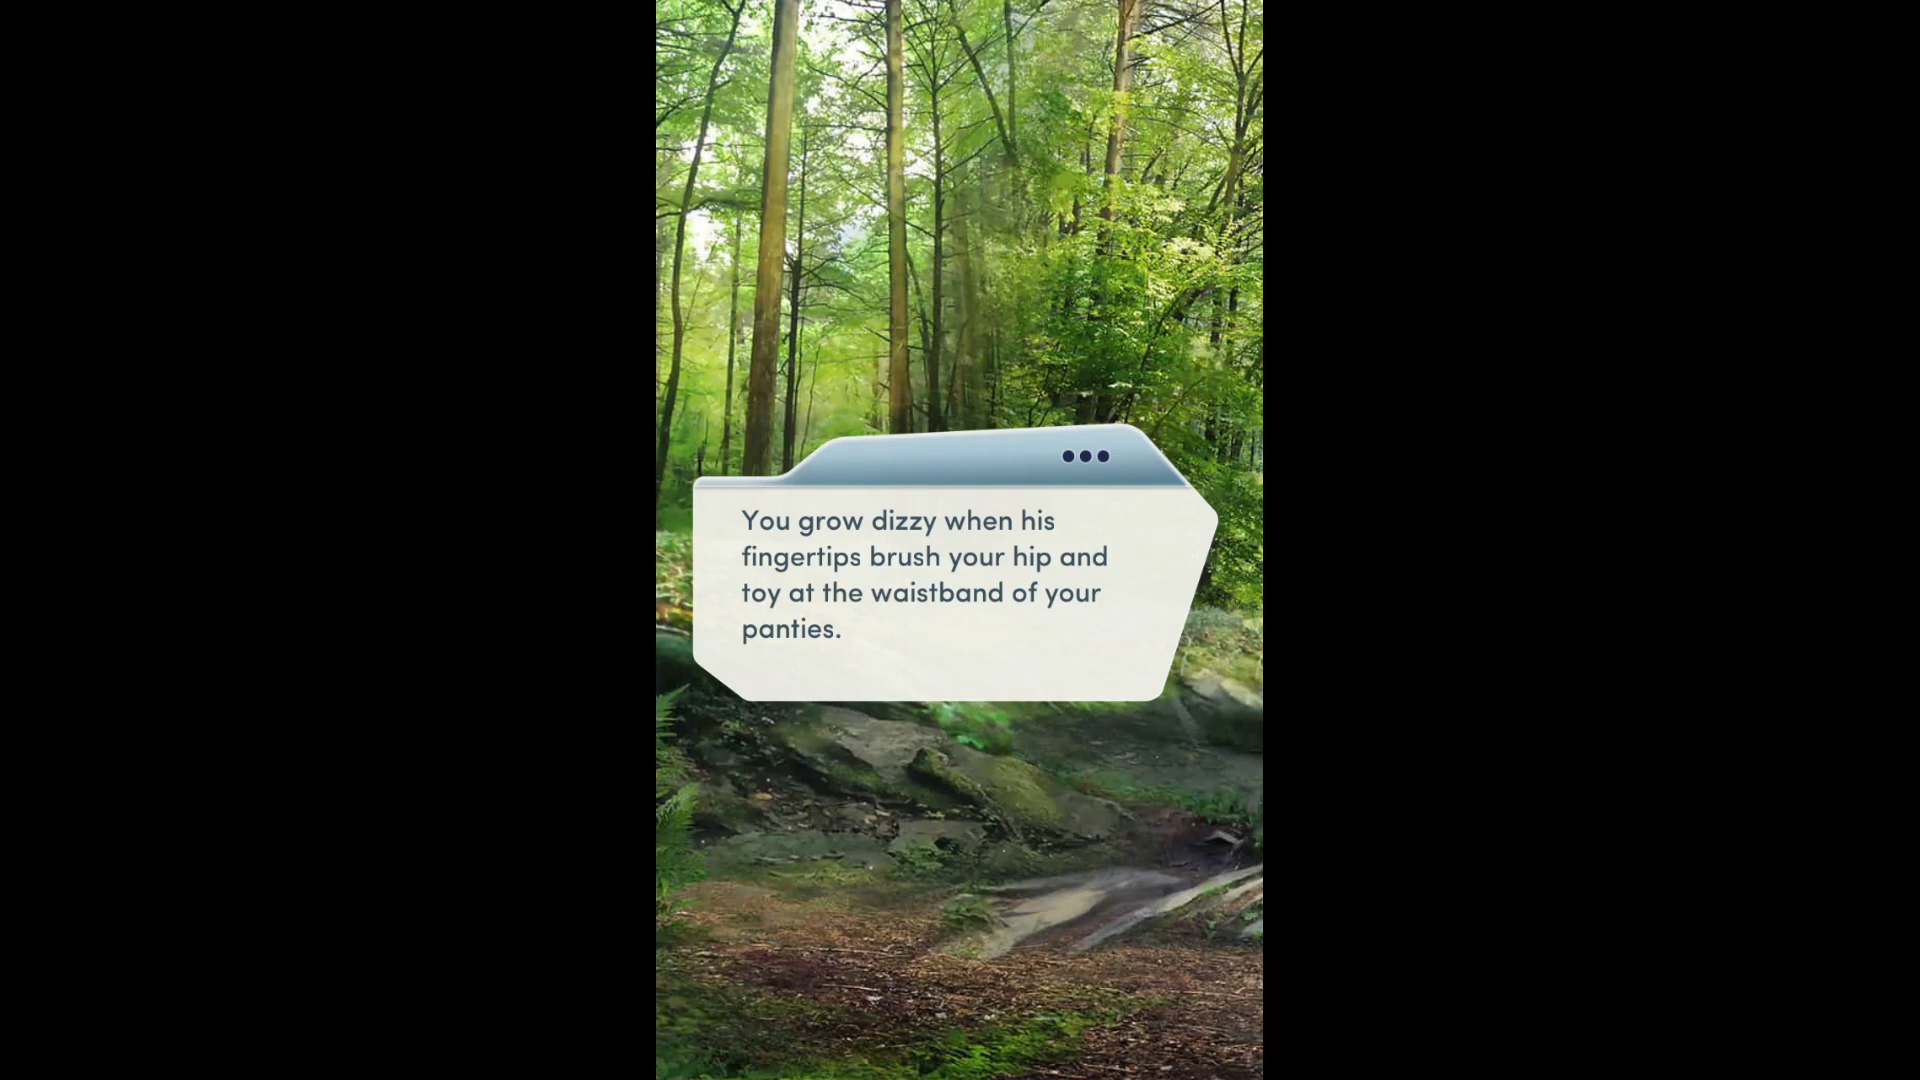 You grow dizzy when his
fingertips brush your hip and
toy at the waistband of your
panties.